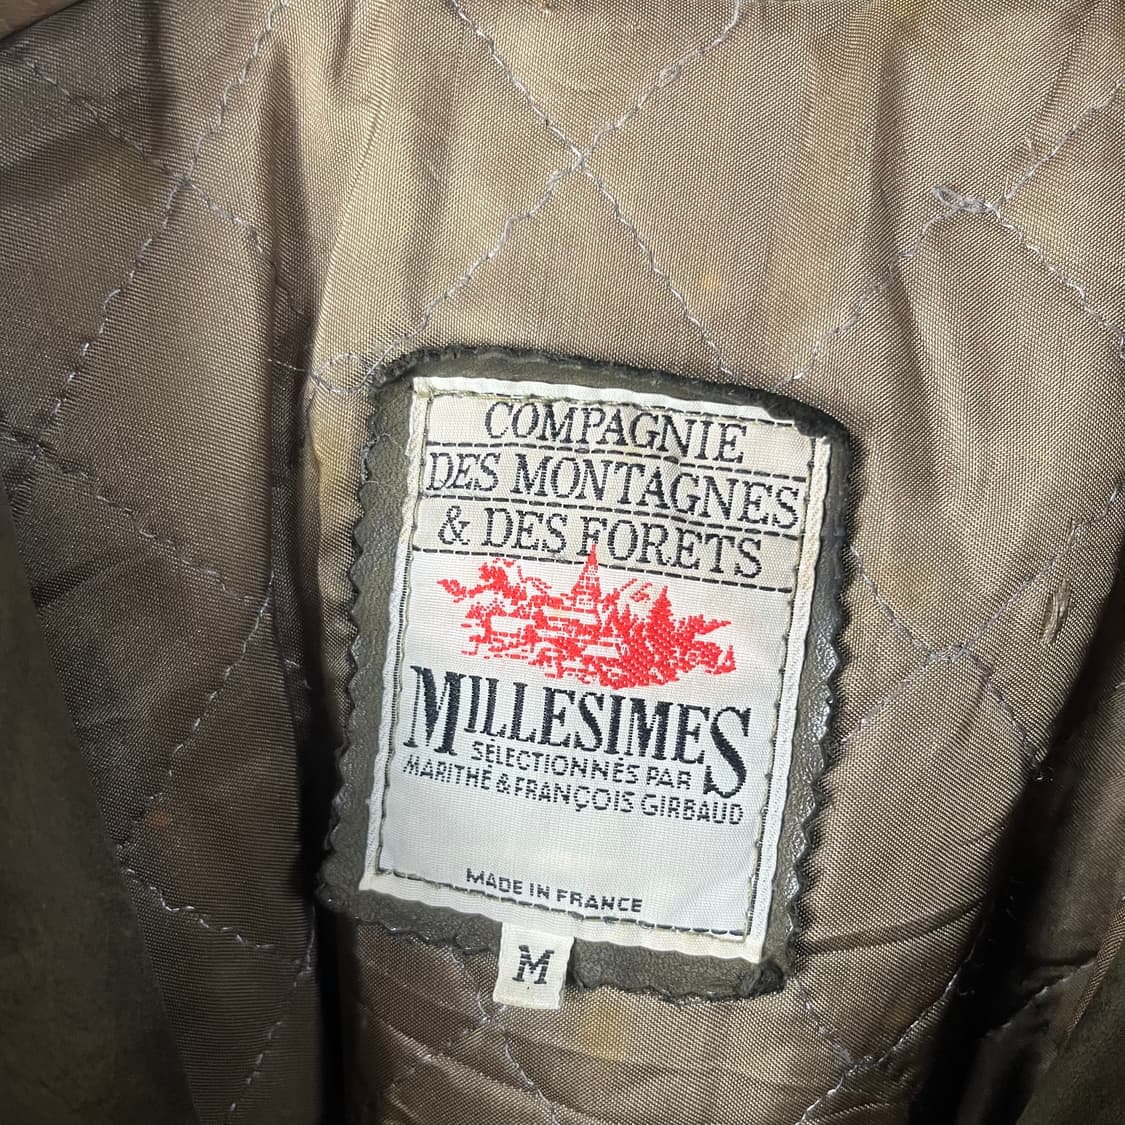 COMPAGNIE
DES MONTAGNES
& DES FORETS
MILLESIMES
SÉLECTIONNÉS PAR
MARITHÉ & FRANÇOIS GIRBAUD
MADE IN FRANCE
M